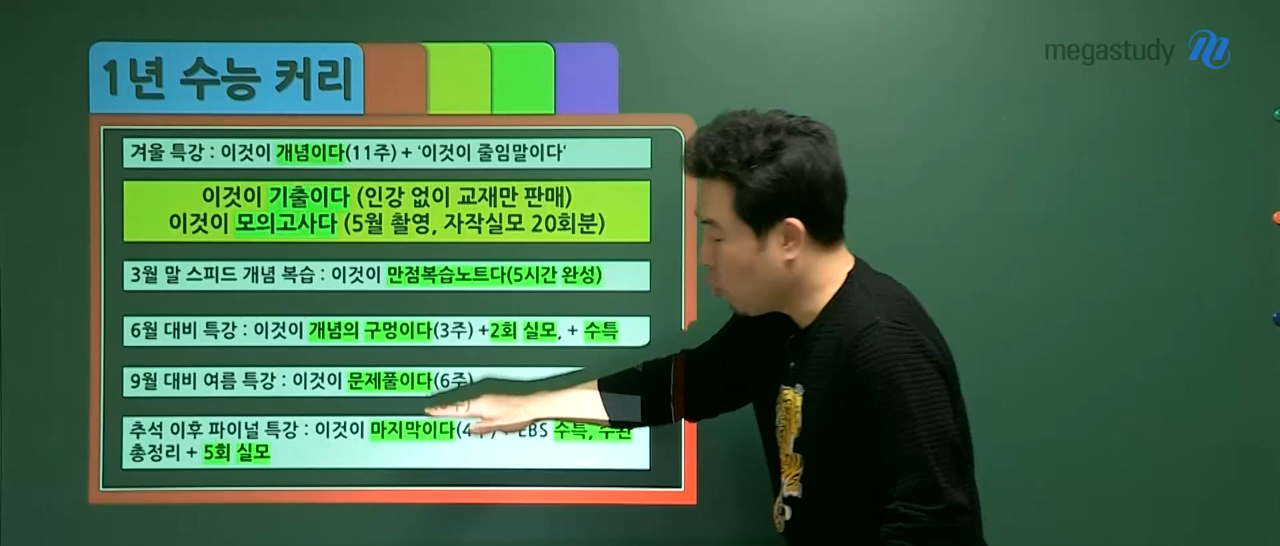 megastudy
1년 수능 커리
겨울 특강 : 이것이 개념이다(11주) + '이것이 줄임말이다'
이것이 기출이다 (인강 없이 교재만 판매)
이것이 모의고사다 (5월 촬영, 자작실모 20회분)
3월 말 스피드 개념 복습 : 이것이 만점복습노트다(5시간 완성)
6월 대비 특강 : 이것이 개념의 구멍이다(3주) +2회 실모, + 수특
9월 대비 여름 특강 : 이것이 문제풀이다(6주)
추석 이후 파이널 특강 : 이것이 마지막이다(4 EBS 수특,
총정리 + 5회 실모